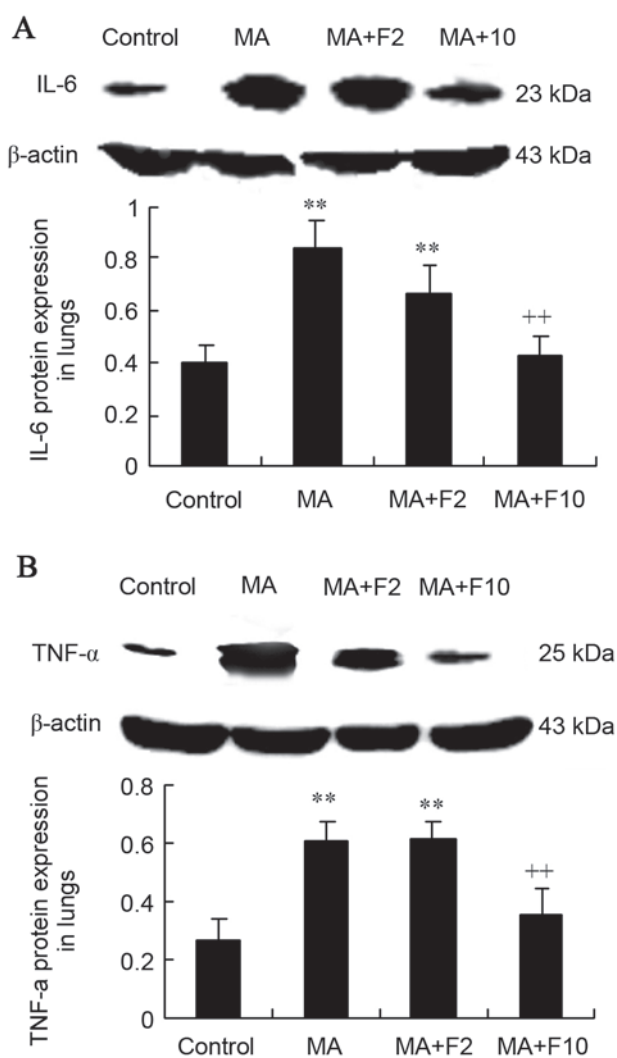 A
Control MA MA+F2 MA+10
IL-6 23 kDa
β-actin 43 kDa
IL-6 protein expression
in lungs
1
0.8
0.6
0.4
0.2
0
** ** ++
Control MA MA+F2 MA+F10
B
Control MA MA+F2 MA+F10
TNF-α 25 kDa
β-actin 43 kDa
TNF-a protein expression
in lungs
0.8
0.6
0.4
0.2
0
** ** ++
Control MA MA+F2 MA+F10